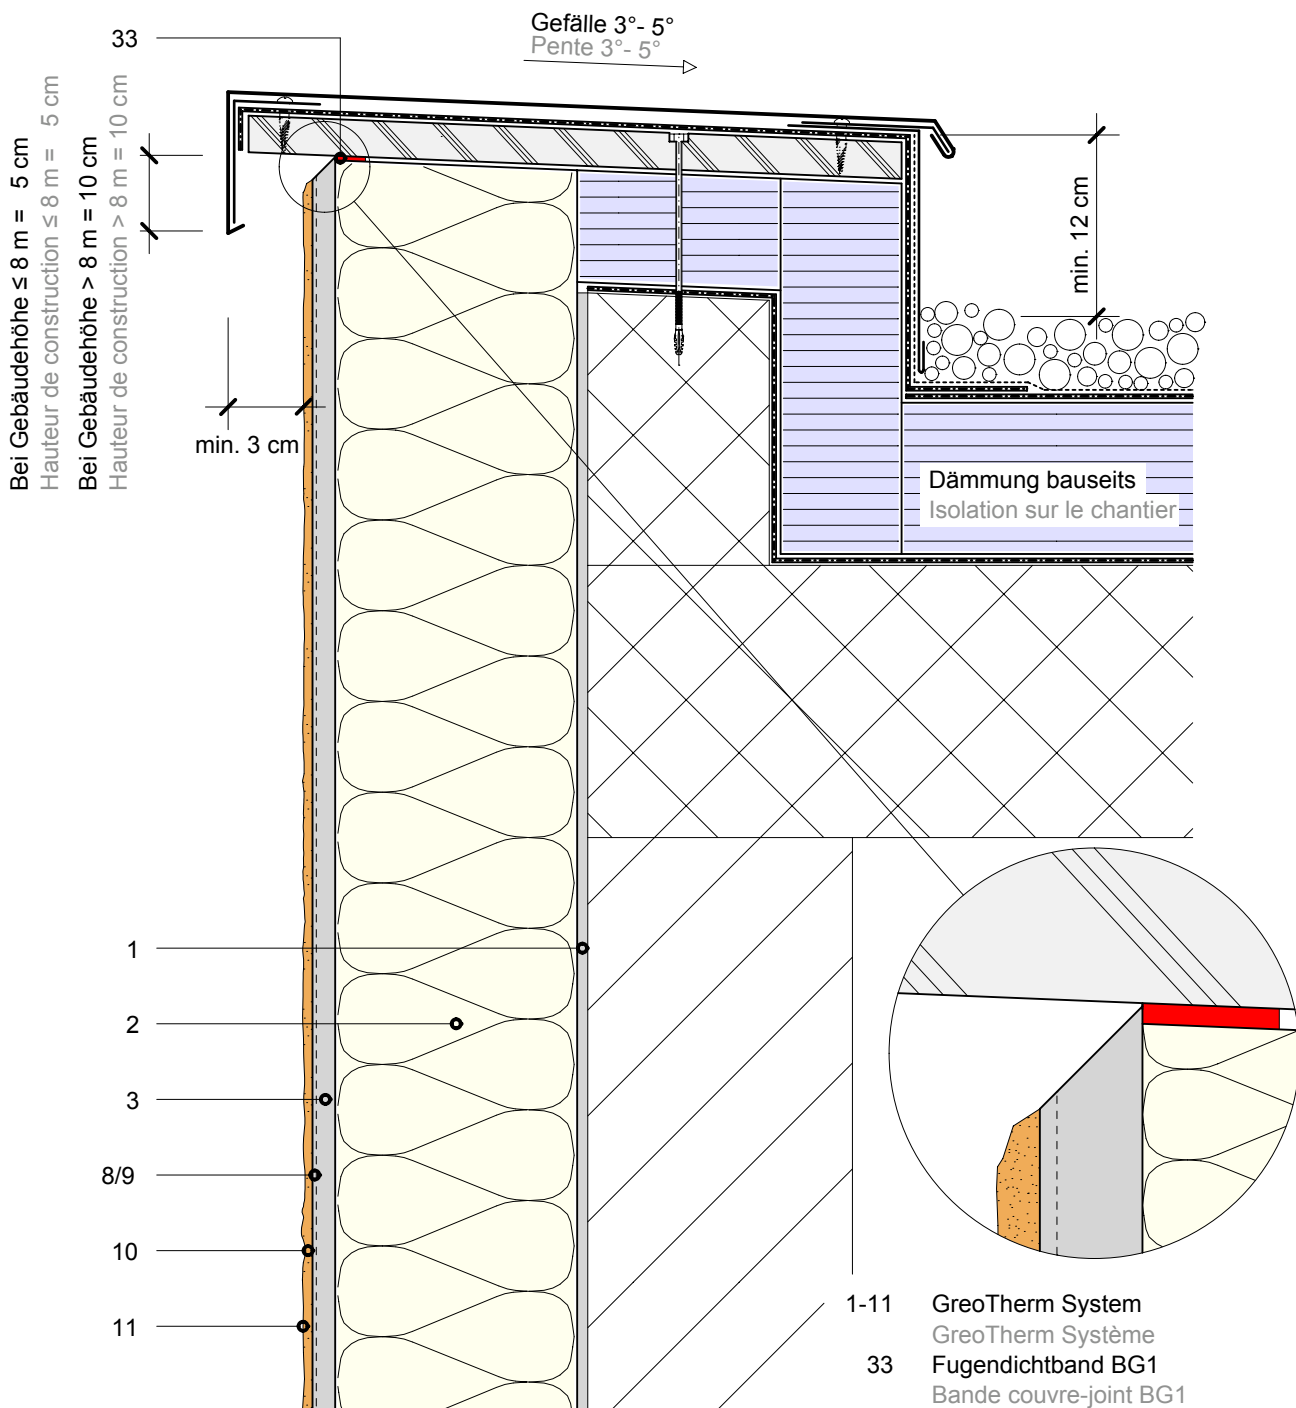 Gefälle 3°- 5°
Pente 3°- 5°
33
Bei Gebäudehöhe ≤ 8 m = 5 cm
Hauteur de construction ≤ 8 m = 5 cm
Bei Gebäudehöhe > 8 m = 10 cm
Hauteur de construction > 8 m = 10 cm
min. 12 cm
min. 3 cm
Dämmung bauseits
Isolation sur le chantier
1
2
3
8/9
10
11
1-11 GreoTherm System
GreoTherm Système
33 Fugendichtband BG1
Bande couvre-joint BG1